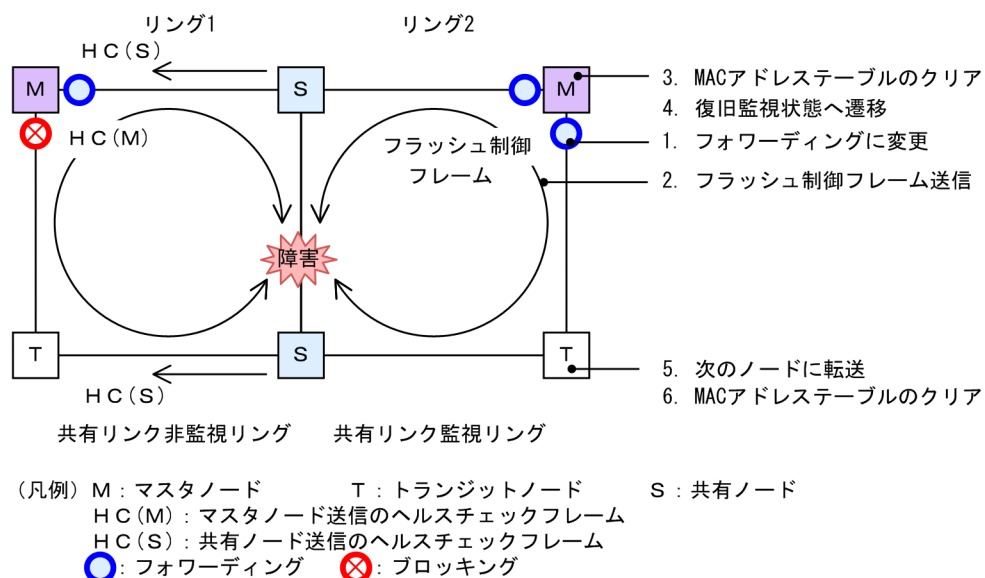 リング1 リング2
HC(S)
M S M
3. MACアドレステーブルのクリア
4. 復旧監視状態へ遷移
HC(M)
フラッシュ制御
フレーム
1. フォワーディングに変更
2. フラッシュ制御フレーム送信
障害
T S T
5. 次のノードに転送
6. MACアドレステーブルのクリア
HC(S)
共有リンク非監視リング 共有リンク監視リング
(凡例) M:マスタノード T:トランジットノード S:共有ノード
HC(M):マスタノード送信のヘルスチェックフレーム
HC(S):共有ノード送信のヘルスチェックフレーム
:フォワーディング :ブロッキング